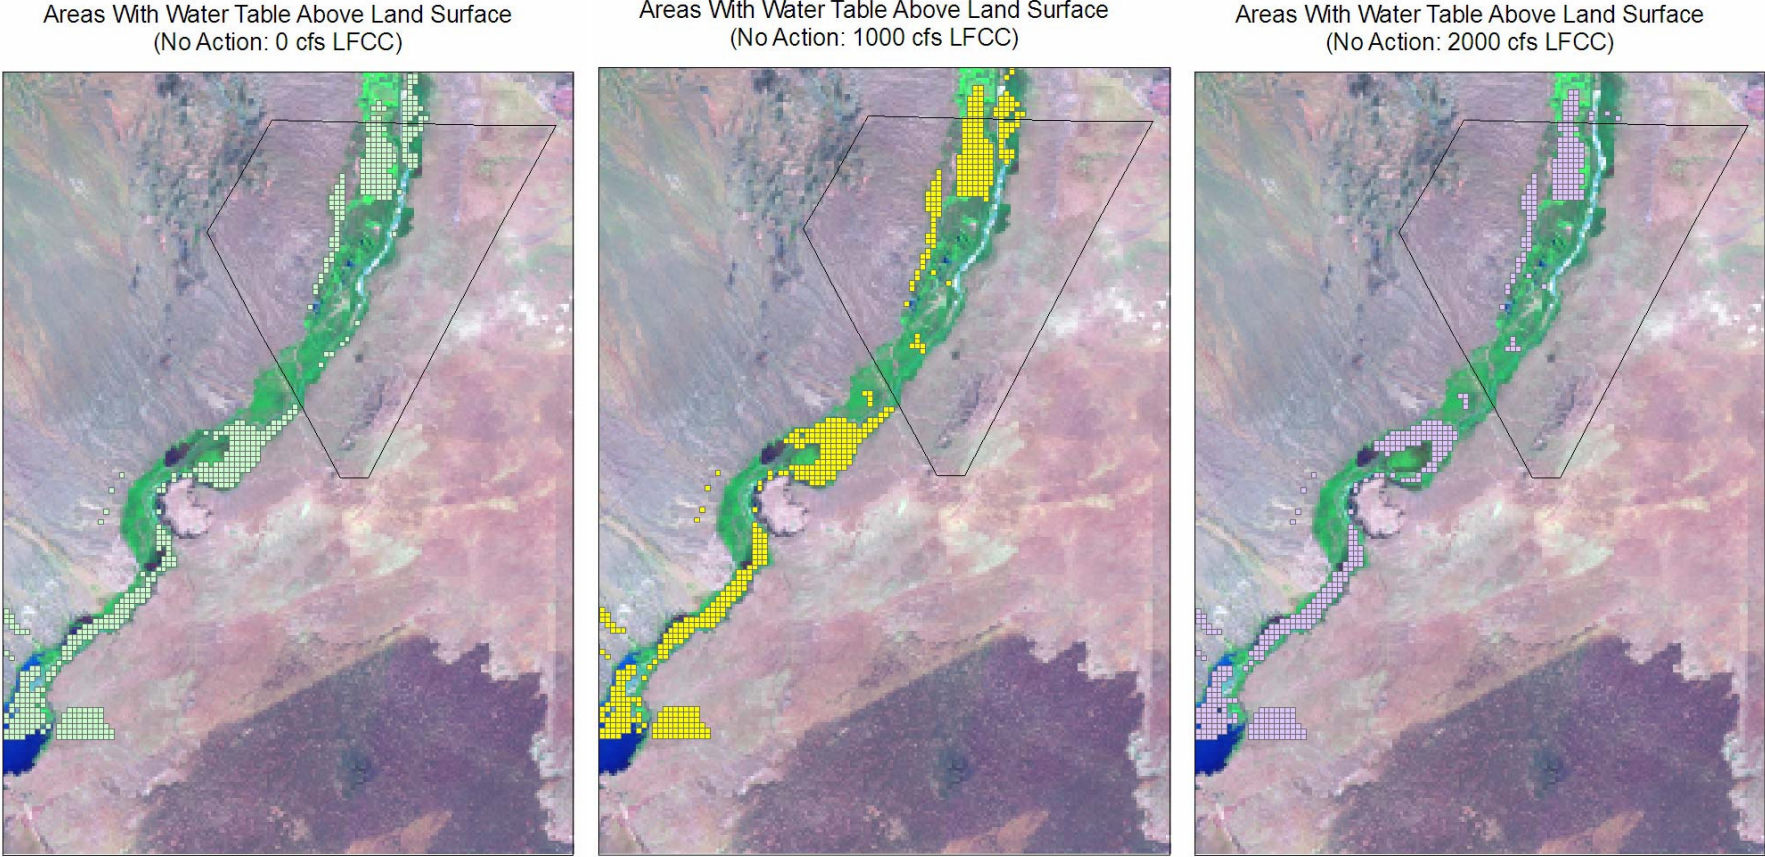 Areas With Water Table Above Land Surface
(No Action: 0 cfs LFCC)
Areas With Water Table Above Land Surface
(No Action: 1000 cfs LFCC)
Areas With Water Table Above Land Surface
(No Action: 2000 cfs LFCC)